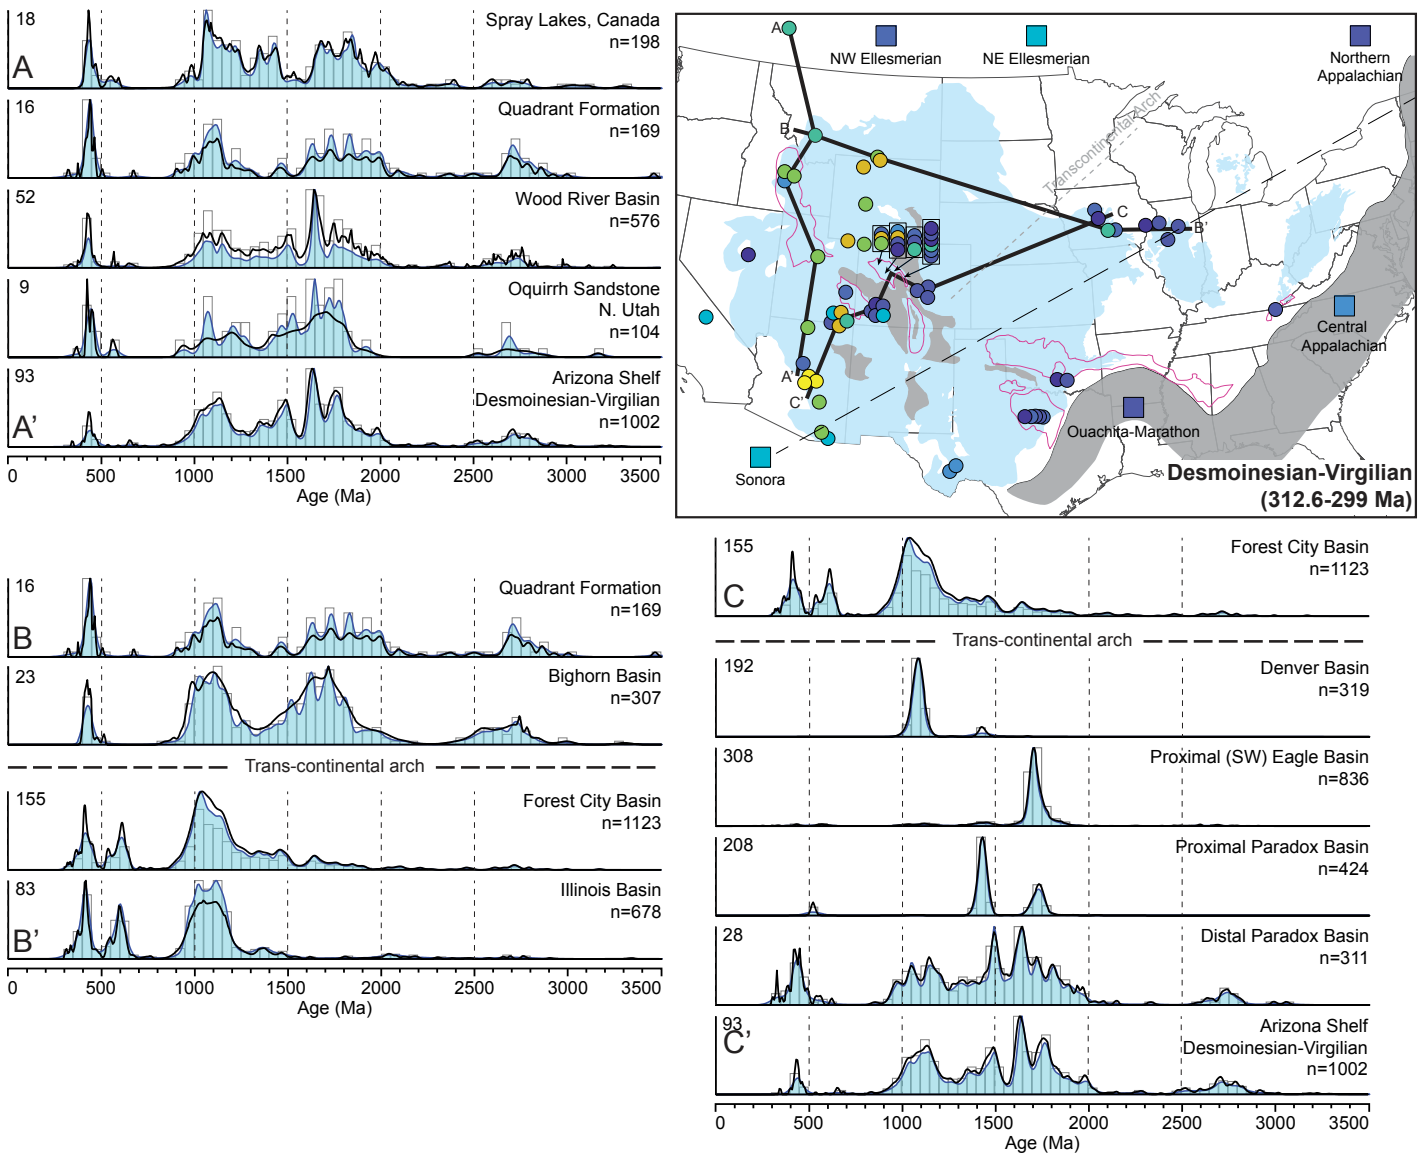 18
Spray Lakes, Canada
n=198
A
16
Quadrant Formation
n=169
52
Wood River Basin
n=576
9
Oquirrh Sandstone
N. Utah
n=104
93
Arizona Shelf
Desmoinesian-Virgilian
n=1002
A'
0 500 1000 1500 2000 2500 3000 3500
Age (Ma)
A
NW Ellesmerian
NE Ellesmerian
Northern
Appalachian
B
Transcontinental Arch
C
B'
Central
Appalachian
A'
C'
Ouachita-Marathon
Sonora
Desmoinesian-Virgilian
(312.6-299 Ma)
16
Quadrant Formation
n=169
B
23
Bighorn Basin
n=307
Trans-continental arch
155
Forest City Basin
n=1123
83
Illinois Basin
n=678
B'
0 500 1000 1500 2000 2500 3000 3500
Age (Ma)
155
Forest City Basin
n=1123
C
Trans-continental arch
192
Denver Basin
n=319
308
Proximal (SW) Eagle Basin
n=836
208
Proximal Paradox Basin
n=424
28
Distal Paradox Basin
n=311
93
Arizona Shelf
Desmoinesian-Virgilian
n=1002
C'
0 500 1000 1500 2000 2500 3000 3500
Age (Ma)